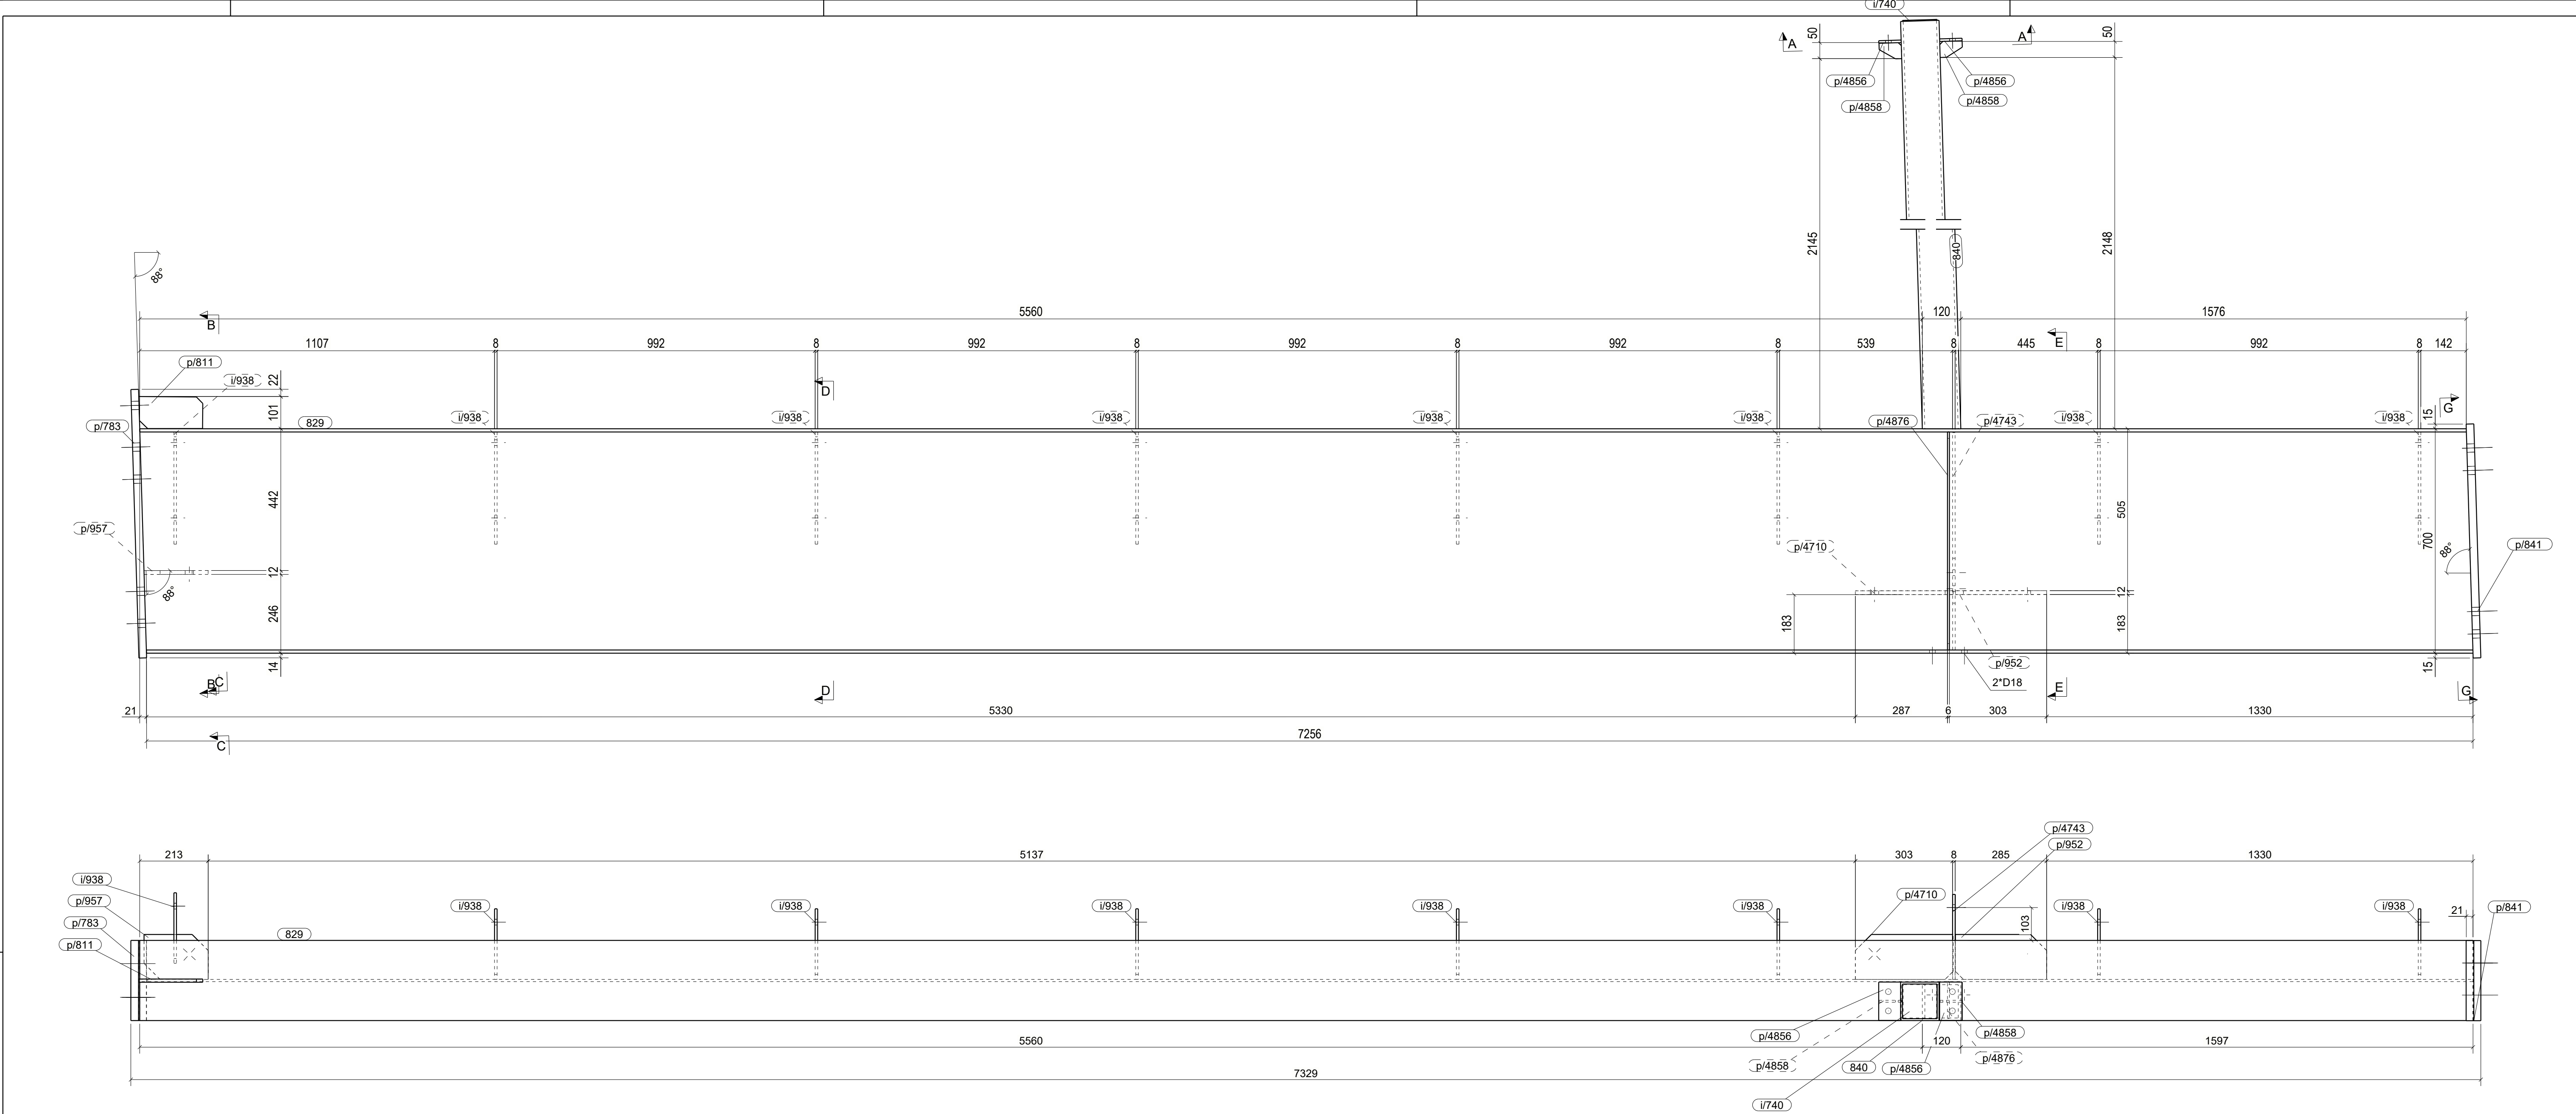 i/740
A
A
50
50
p/4856
p/4856
p/4858
p/4858
2145
840
2148
88°
5560
120
1576
B
E
1107
8
992
8
992
8
992
8
992
8
539
8
445
8
992
8
142
p/811
i/938
22
101
D
G
15
829
p/783
i/938
i/938
i/938
i/938
i/938
p/4876
p/4743
i/938
i/938
442
505
700
p/957
p/4710
88°
p/841
12
88°
12
246
183
183
14
p/952
15
2*D18
B
C
D
E
G
21
5330
287
6
303
1330
C
7256
p/4743
213
5137
303
8
285
1330
p/952
i/938
p/4710
p/957
i/938
i/938
i/938
i/938
i/938
i/938
i/938
p/783
103
21
p/841
829
p/811
p/4856
p/4858
5560
120
1597
p/4858
840
p/4856
p/4876
7329
i/740